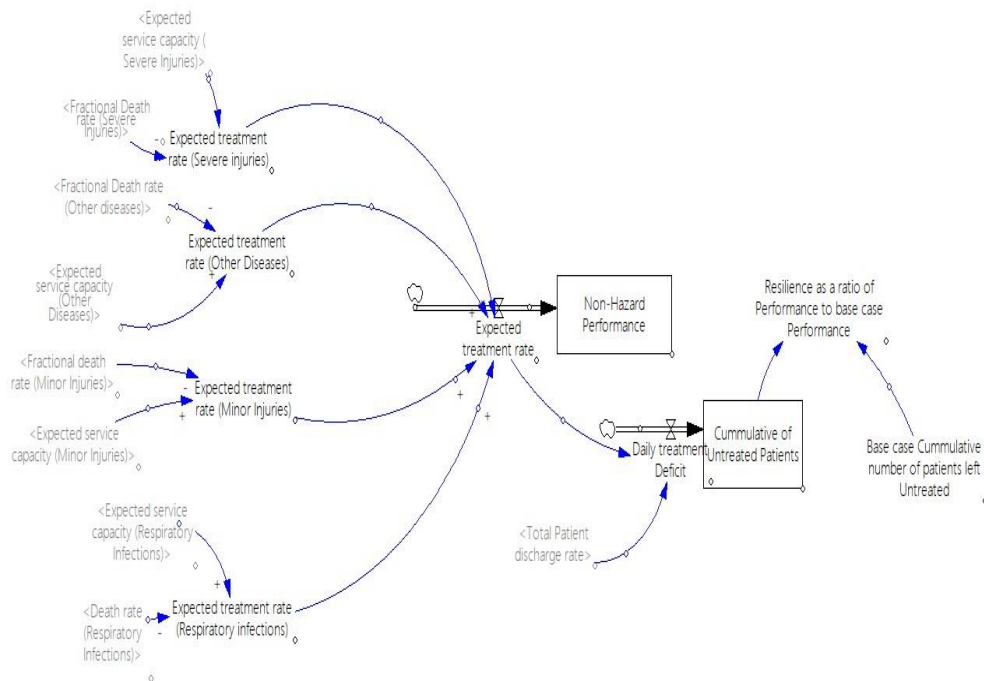 <Expected
service capacity (
Severe Injuries)>
<Fractional Death
rate (Severe
Injuries)>
Expected treatment
rate (Severe injuries)
<Fractional Death rate
(Other diseases)>
Expected treatment
rate (Other Diseases)
<Expected
service capacity
(Other
Diseases)>
<Fractional death
rate (Minor Injuries)>
Expected treatment
rate (Minor Injuries)
<Expected service
capacity (Minor Injuries)>
<Expected service
capacity (Respiratory
Infections)>
<Death rate
(Respiratory
Infections)>
Expected treatment rate
(Respiratory infections)
Expected
treatment rate
Non-Hazard
Performance
Resilience as a ratio of
Performance to base case
Performance
Daily treatment
Deficit
Cummulative of
Untreated Patients
Base case Cummulative
number of patients left
Untreated
<Total Patient
discharge rate>